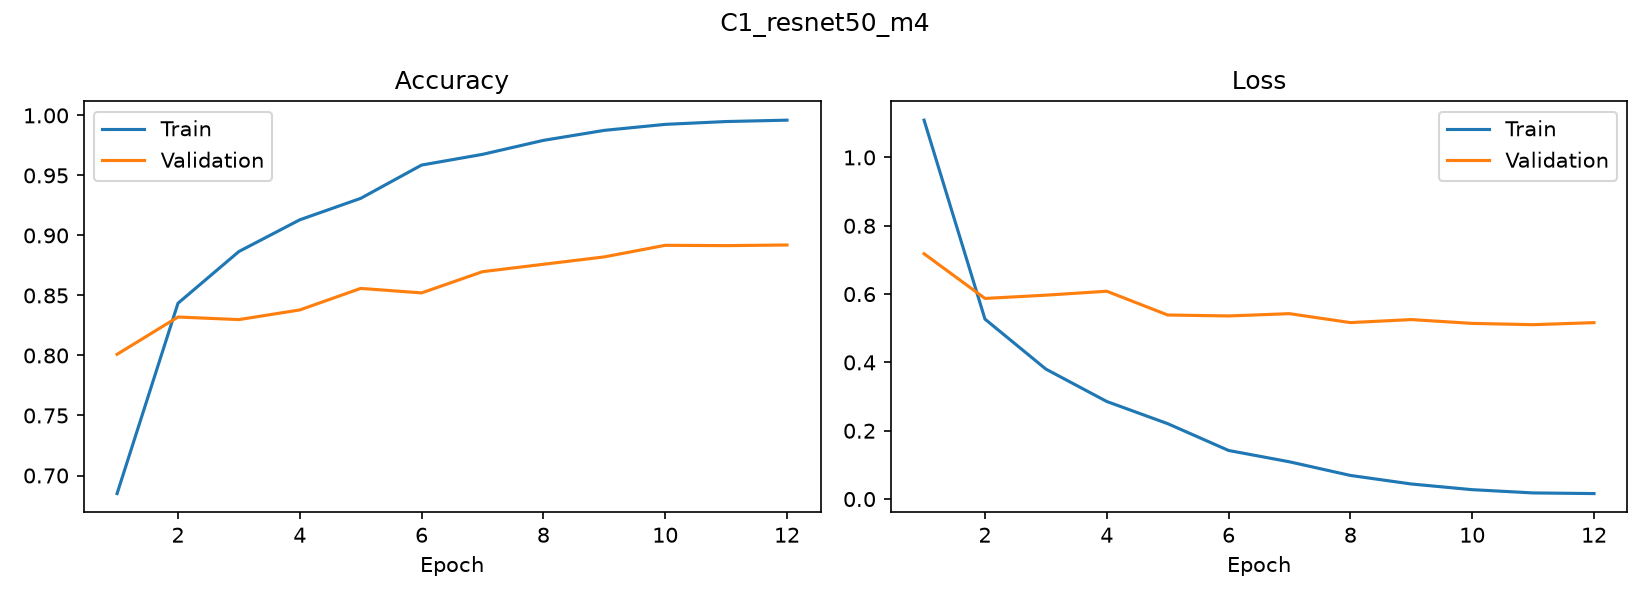 C1_resnet50_m4
Accuracy
1.00
0.95
0.90
0.85
0.80
0.75
0.70
Train
Validation
2 4 6 8 10 12
Epoch
Loss
1.0
0.8
0.6
0.4
0.2
0.0
Train
Validation
2 4 6 8 10 12
Epoch